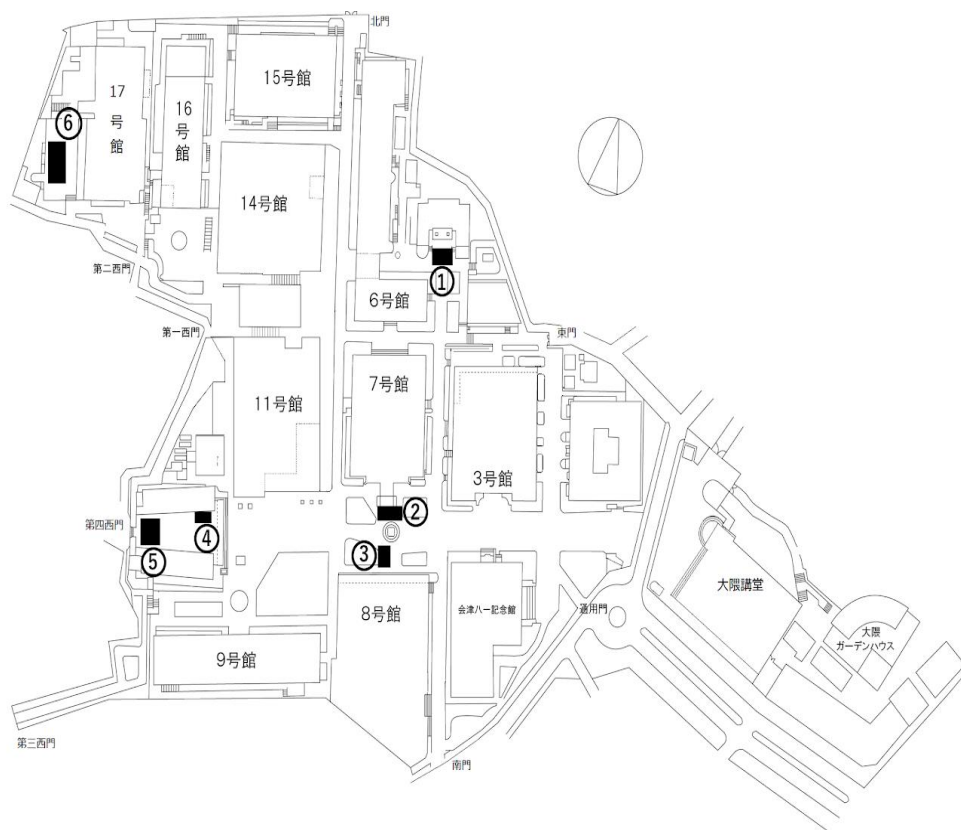 北門
15号館
17号館
16号館
⑥
14号館
第二西門
①
6号館
第一西門
東門
7号館
11号館
3号館
②
第四西門
④
③
⑤
大隈講堂
8号館
会津八一記念館
通用門
大隈
ガーデンハウス
9号館
第三西門
南門